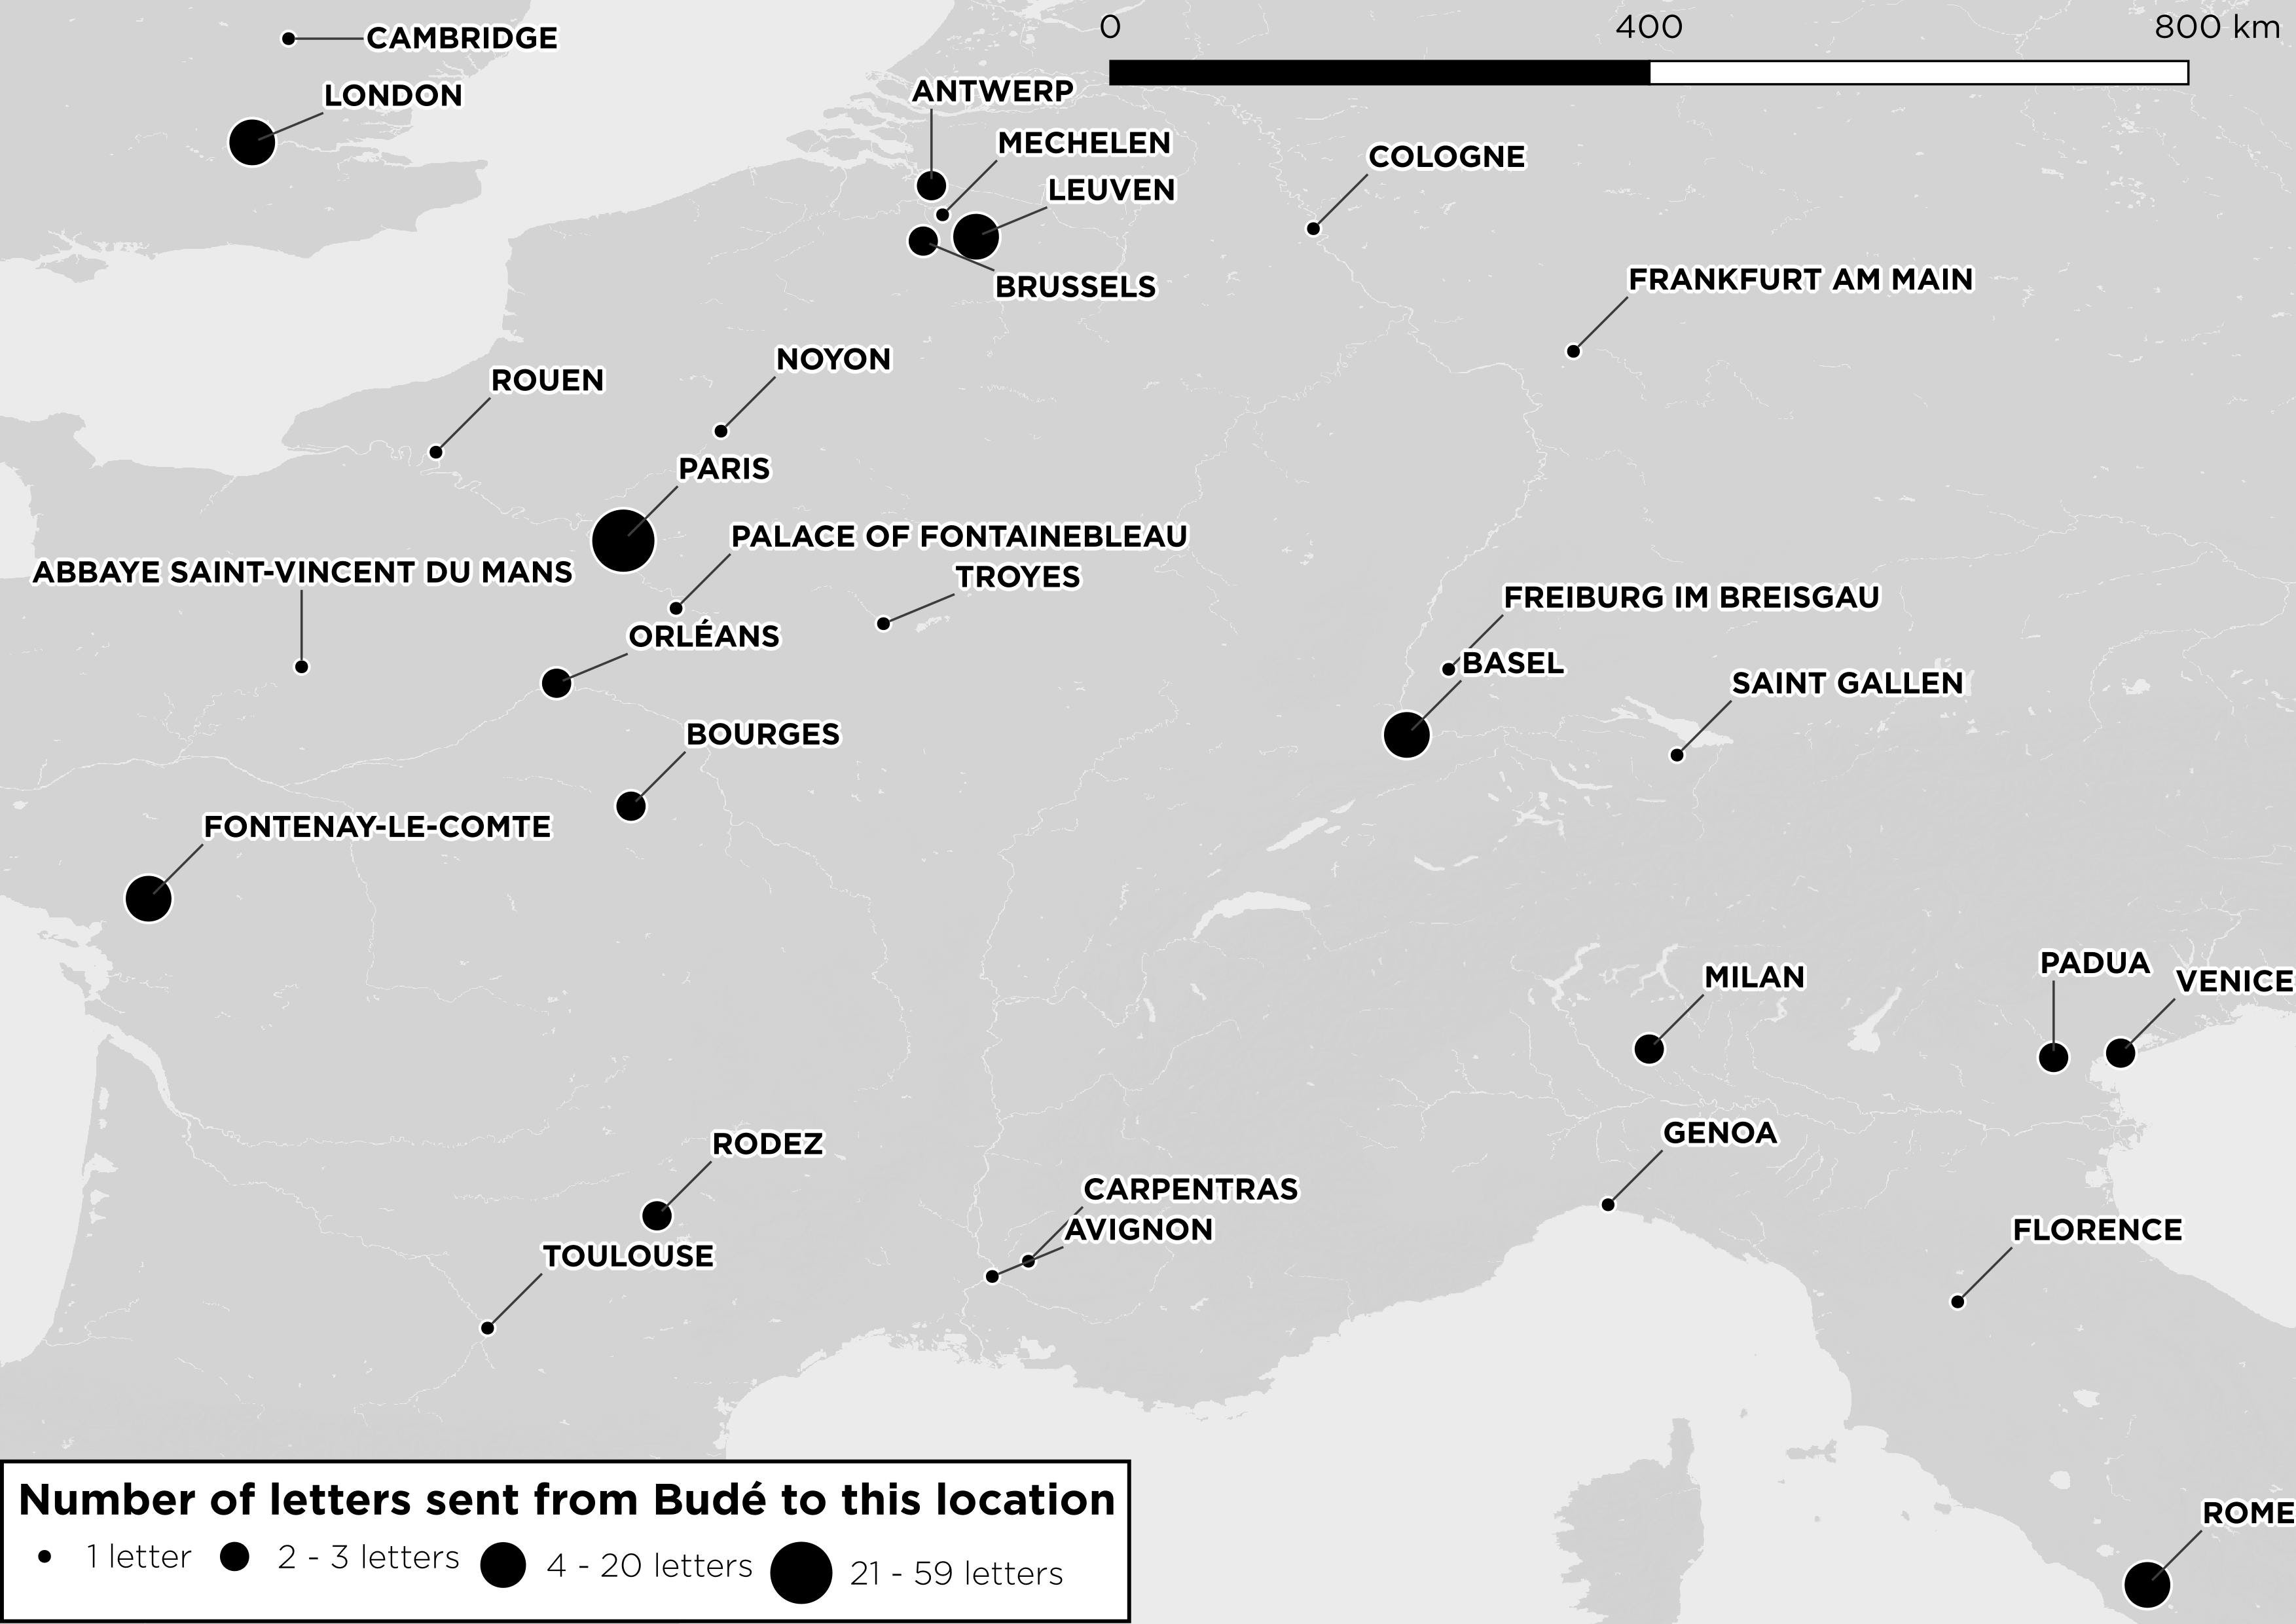 0 400 800 km
CAMBRIDGE
LONDON
ANTWERP
MECHELEN
COLOGNE
LEUVEN
BRUSSELS
FRANKFURT AM MAIN
NOYON
ROUEN
PARIS
PALACE OF FONTAINEBLEAU
ABBAYE SAINT-VINCENT DU MANS
TROYES
FREIBURG IM BREISGAU
ORLÉANS
BASEL
SAINT GALLEN
BOURGES
FONTENAY-LE-COMTE
PADUA
MILAN
VENICE
GENOA
RODEZ
CARPENTRAS
AVIGNON
FLORENCE
TOULOUSE
Number of letters sent from Budé to this location
1 letter 2 - 3 letters 4 - 20 letters 21 - 59 letters
ROME